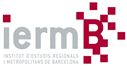 iermB
INSTITUT D'ESTUDIS REGIONALS
I METROPOLITANS DE BARCELONA